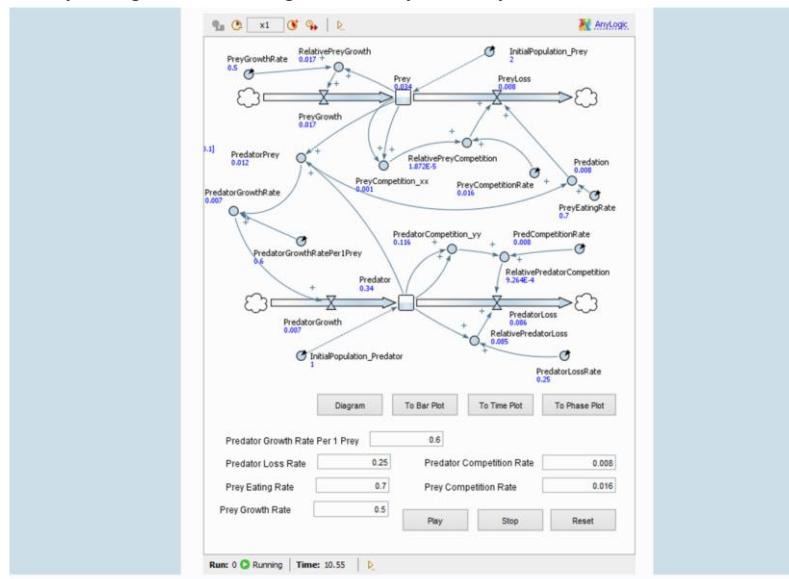 x1
AnyLogic
RelativePreyGrowth
0.017
InitialPopulation_Prey
2
PreyGrowthRate
0.5
Prey
0.034
PreyLoss
0.008
PreyGrowth
0.017
0.1]
PredatorPrey
0.012
RelativePreyCompetition
1.872E-5
Predation
0.008
PreyCompetition_xx
0.001
PreyCompetitionRate
0.016
PredatorGrowthRate
0.007
PreyEatingRate
0.7
PredatorCompetition_yy
0.116
PredCompetitionRate
0.008
PredatorGrowthRatePer1Prey
0.6
RelativePredatorCompetition
9.264E-4
Predator
0.34
PredatorGrowth
0.007
PredatorLoss
0.086
RelativePredatorLoss
0.085
InitialPopulation_Predator
1
PredatorLossRate
0.25
Diagram To Bar Plot To Time Plot To Phase Plot
Predator Growth Rate Per 1 Prey 0.6
Predator Loss Rate 0.25 Predator Competition Rate 0.008
Prey Eating Rate 0.7 Prey Competition Rate 0.016
Prey Growth Rate 0.5
Play Stop Reset
Run: 0 Running Time: 10.55